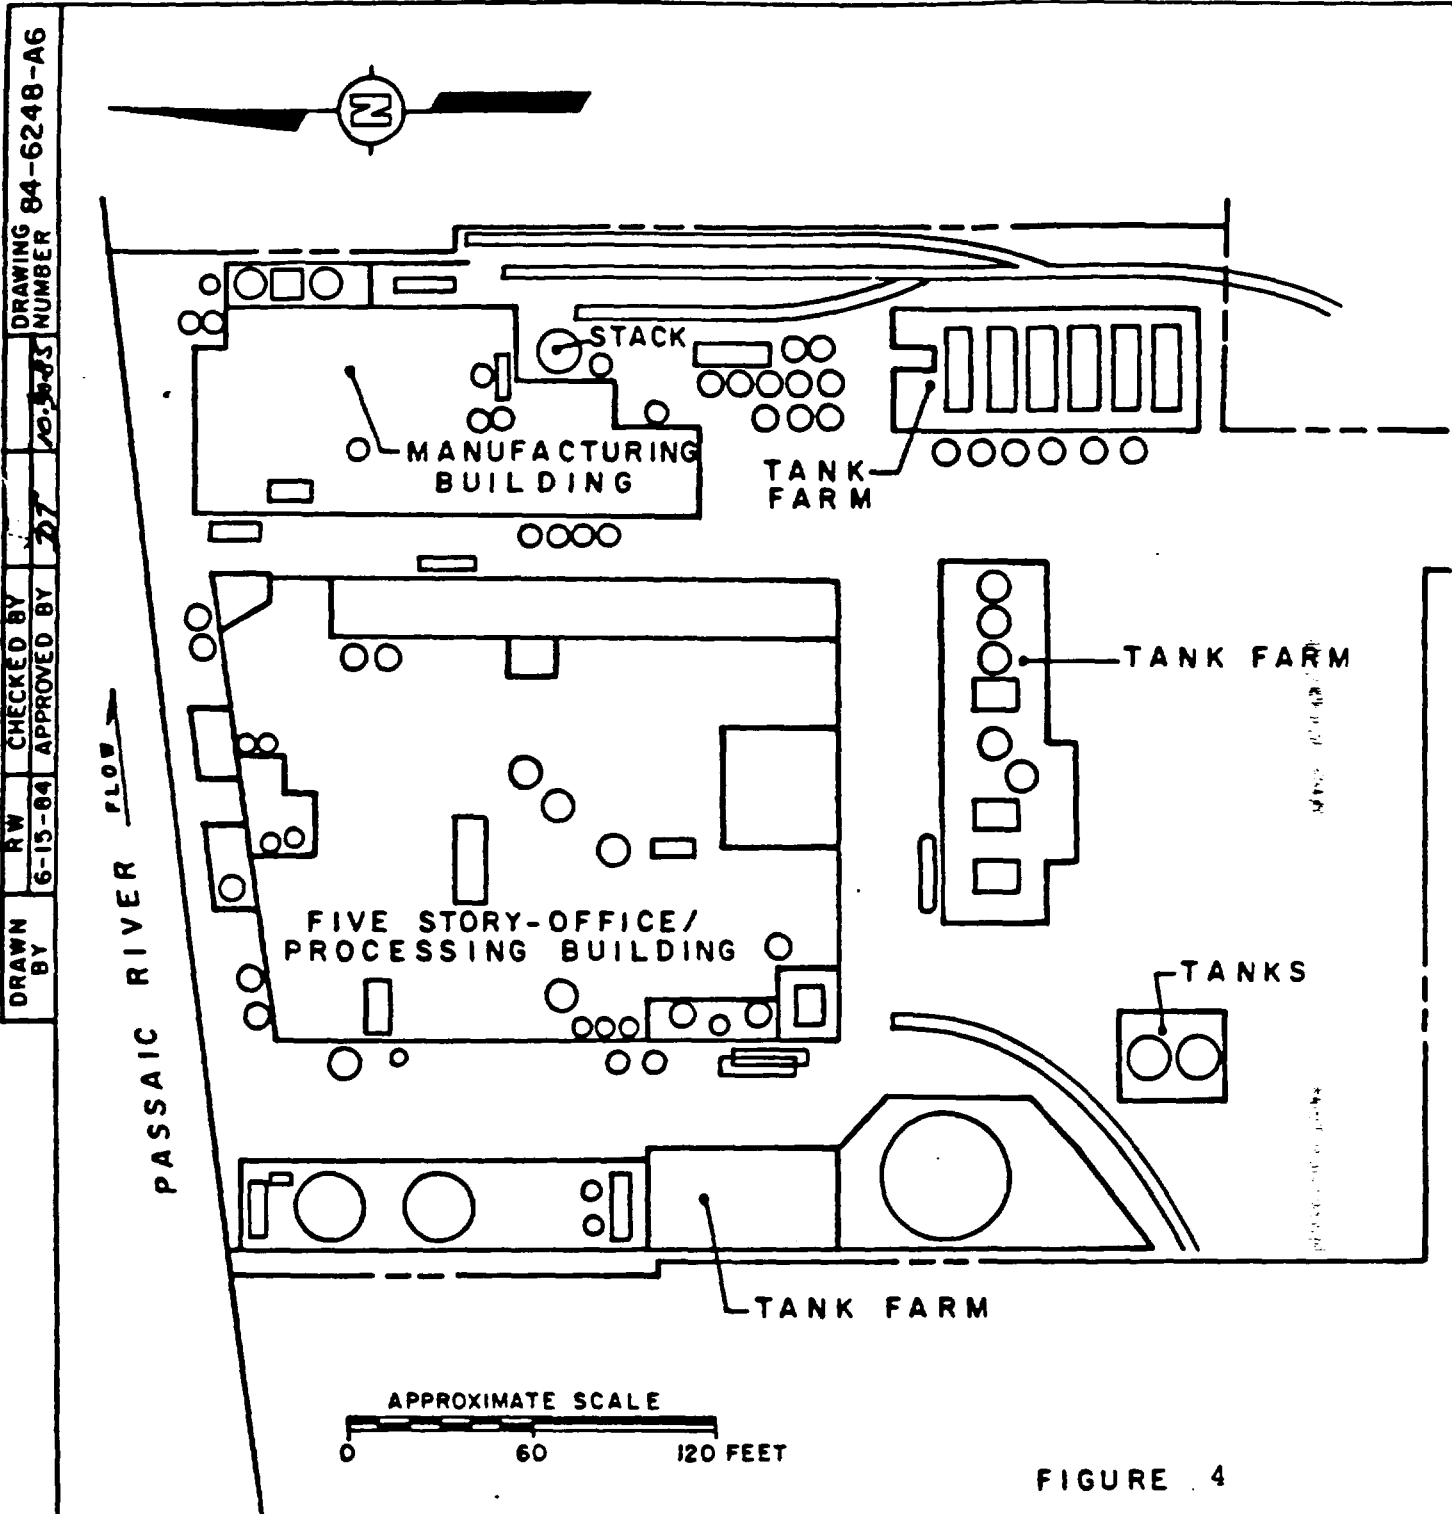 DRAWING NUMBER 84-6248-A6
CHECKED BY
APPROVED BY
RW
6-15-84
DRAWN BY
N
STACK
MANUFACTURING
BUILDING
TANK
FARM
TANK FARM
FLOW
PASSAIC RIVER
FIVE STORY-OFFICE/
PROCESSING BUILDING
TANKS
TANK FARM
APPROXIMATE SCALE
0 60 120 FEET
FIGURE 4